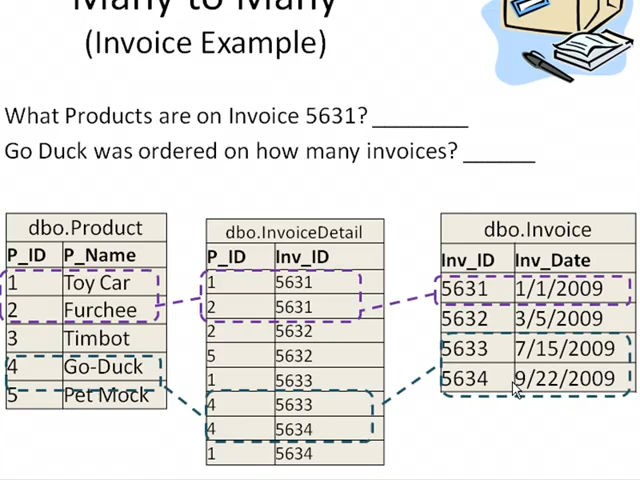 Many to Many
(Invoice Example)
What Products are on Invoice 5631? ________
Go Duck was ordered on how many invoices? ______
dbo.Product
P_ID P_Name
1 Toy Car
2 Furchee
3 Timbot
4 Go-Duck
5 Pet Mock
dbo.InvoiceDetail
P_ID Inv_ID
1 5631
2 5631
2 5632
5 5632
1 5633
4 5633
4 5634
1 5634
dbo.Invoice
Inv_ID Inv_Date
5631 1/1/2009
5632 3/5/2009
5633 7/15/2009
5634 9/22/2009